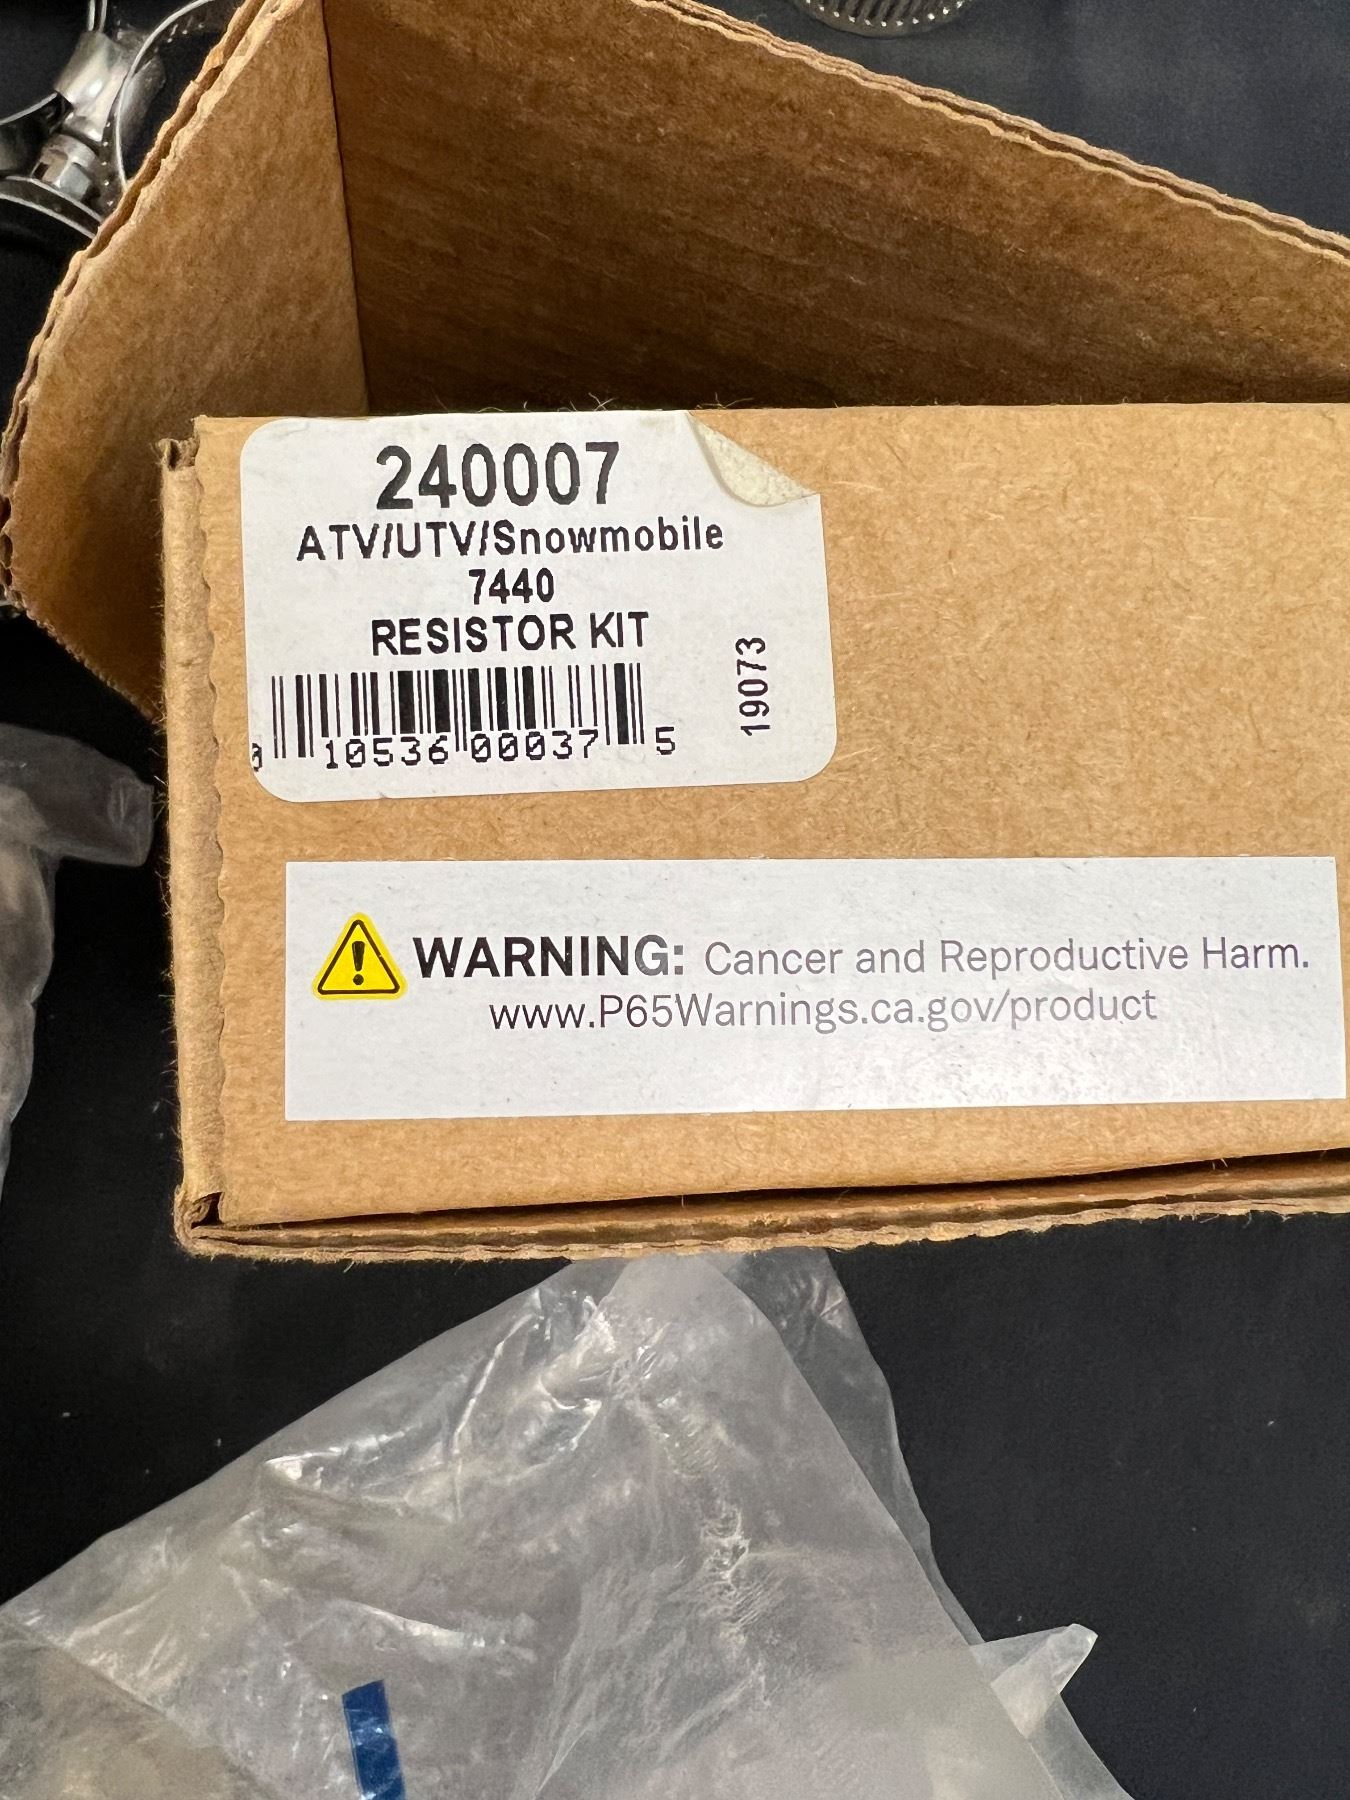 240007
ATV/UTV/Snowmobile
7440
RESISTOR KIT
0 10536 00037 5
19073
WARNING: Cancer and Reproductive Harm.
www.P65Warnings.ca.gov/product